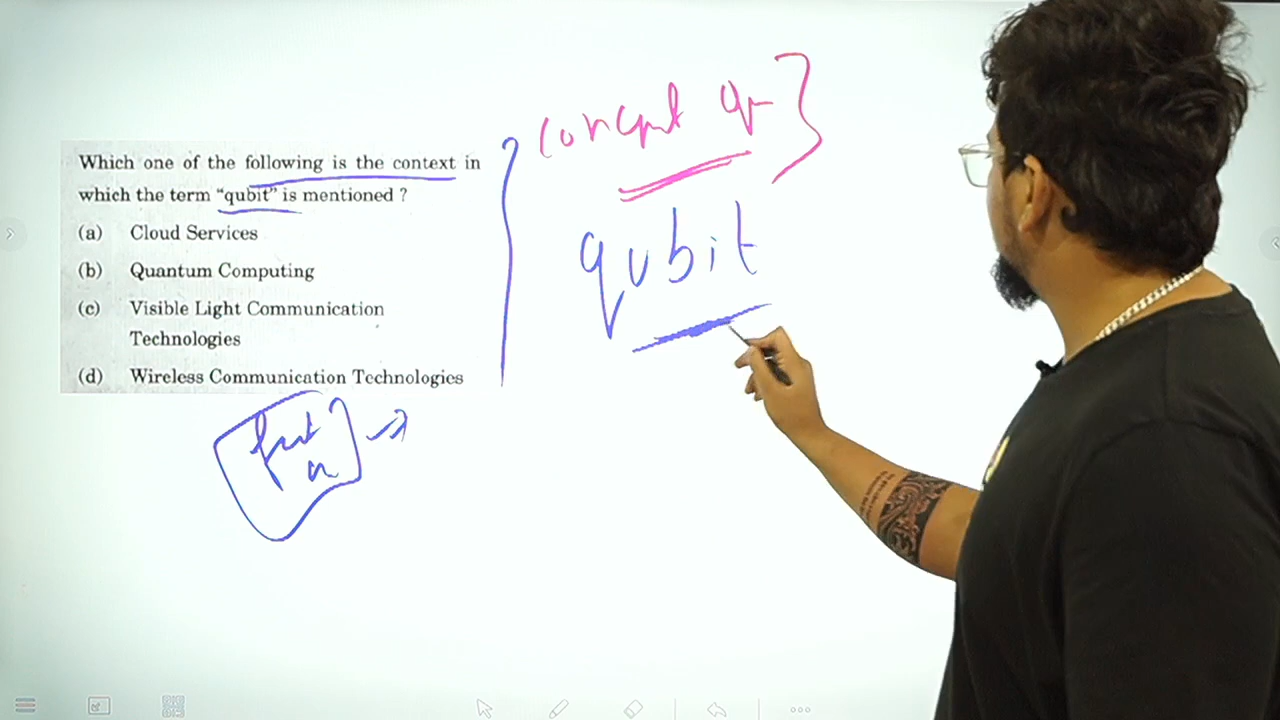 Which one of the following is the context in
which the term “qubit” is mentioned ?
(a) Cloud Services
(b) Quantum Computing
(c) Visible Light Communication
Technologies
(d) Wireless Communication Technologies
concept
qubit